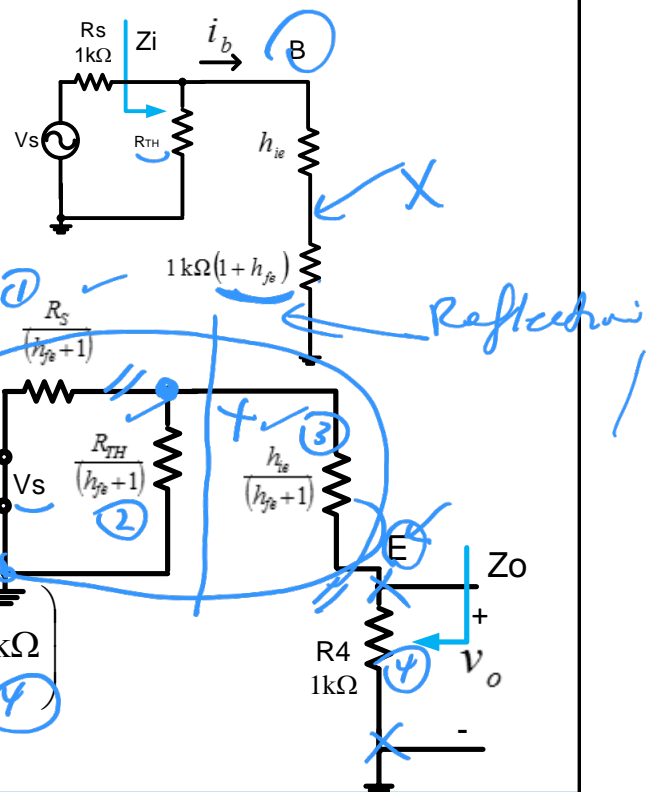 Rs
1kΩ
Zi
i_b
B
Vs
R_TH
h_ie
X
1kΩ(1 + h_fe)
① ✓
R_S
(h_fe+1)
//
R_TH
(h_fe+1)
②
+ ✓ ③
h_ie
(h_fe+1)
Vs
E
Zo
kΩ
④
R4
1kΩ
④
+
v_o
-